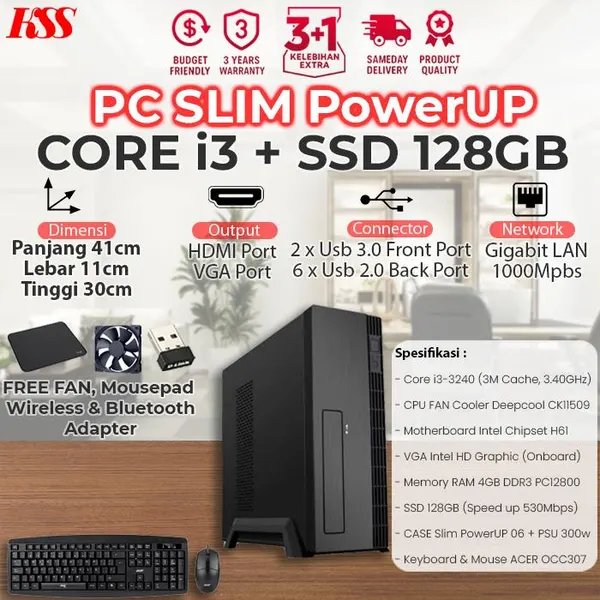 KSS
BUDGET
FRIENDLY
3 YEARS
WARRANTY
3+1
KELEBIHAN
EXTRA
SAMEDAY
DELIVERY
PRODUCT
QUALITY
PC SLIM PowerUP
CORE i3 + SSD 128GB
Dimensi
Panjang 41cm
Lebar 11cm
Tinggi 30cm
Output
HDMI Port
VGA Port
Connector
2 x Usb 3.0 Front Port
6 x Usb 2.0 Back Port
Network
Gigabit LAN
1000Mpbs
FREE FAN, Mousepad
Wireless & Bluetooth
Adapter
Spesifikasi :
- Core i3-3240 (3M Cache, 3.40GHz)
- CPU FAN Cooler Deepcool CK11509
- Motherboard Intel Chipset H61
- VGA Intel HD Graphic (Onboard)
- Memory RAM 4GB DDR3 PC12800
- SSD 128GB (Speed up 530Mbps)
- CASE Slim PowerUP 06 + PSU 300w
- Keyboard & Mouse ACER OCC307